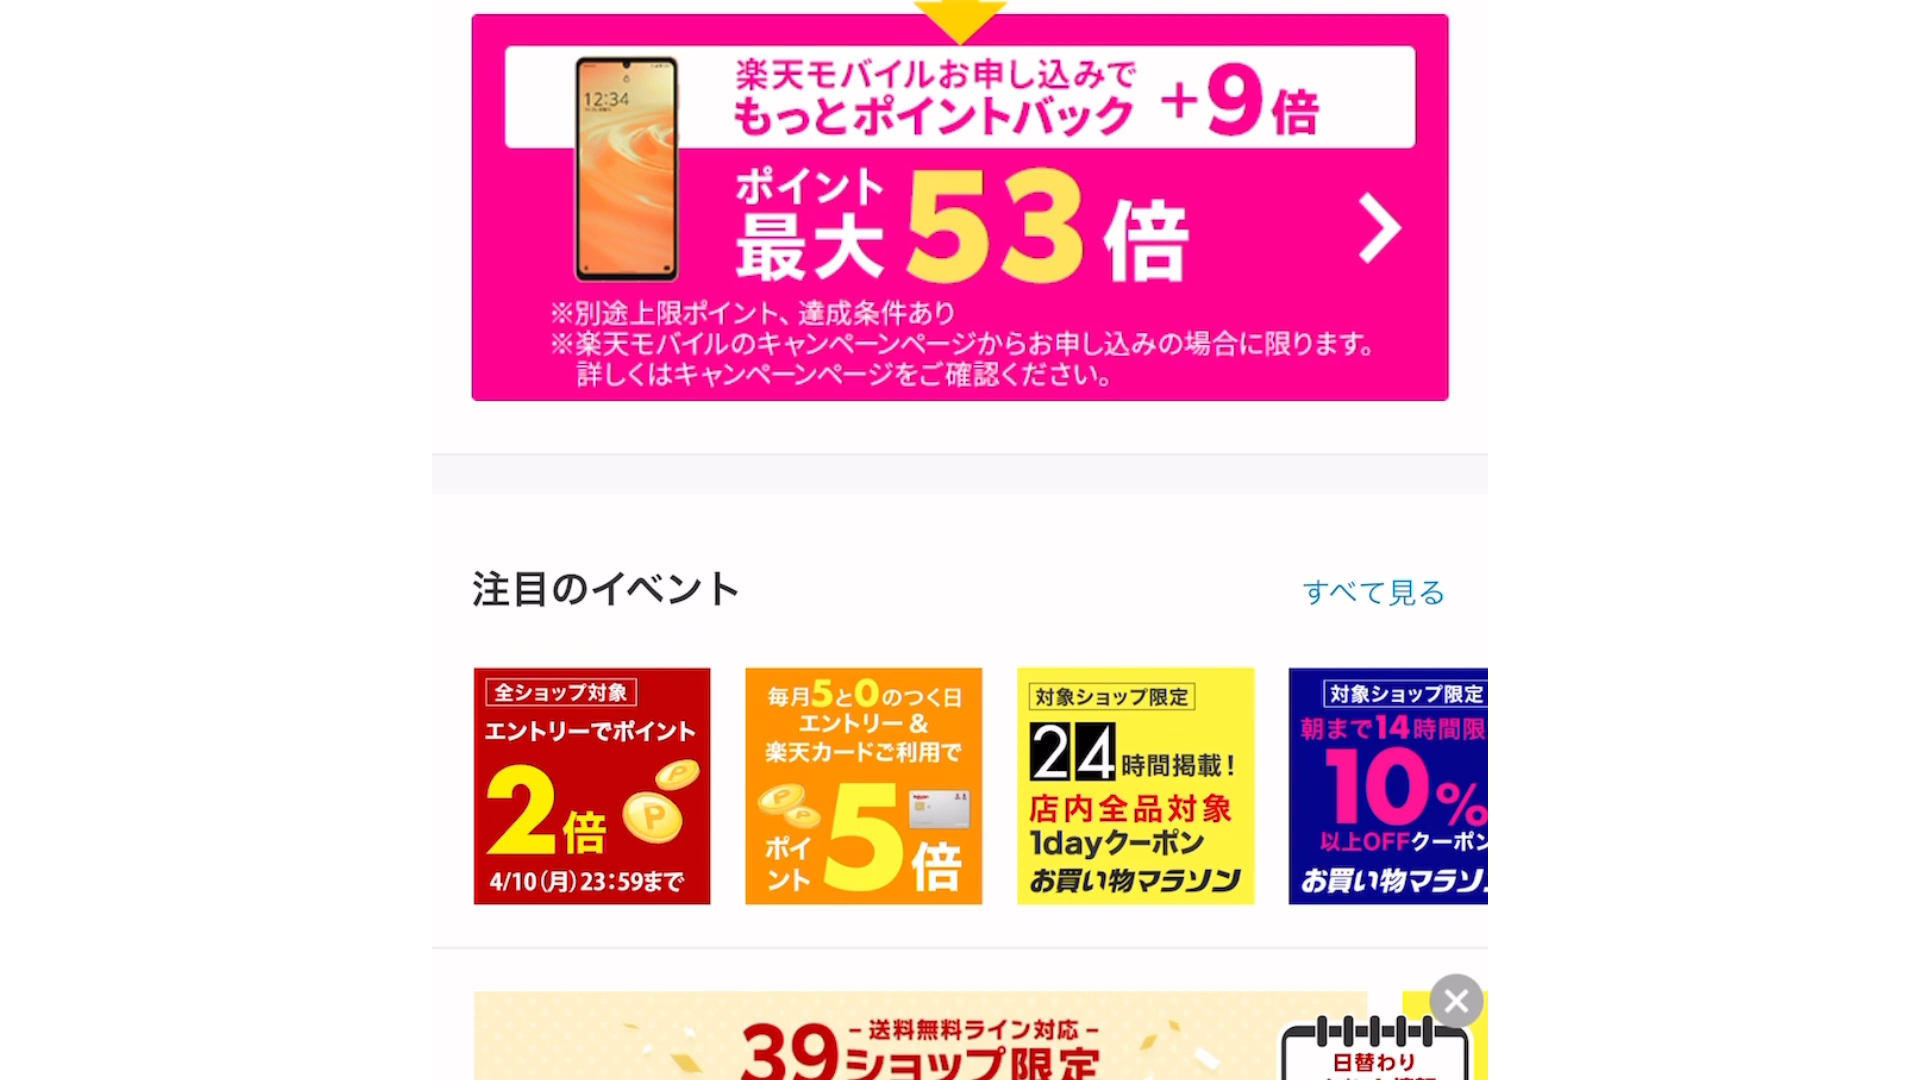 12:34
楽天モバイルお申し込みで
もっとポイントバック +9倍
ポイント
最大53倍
※別途上限ポイント、達成条件あり
※楽天モバイルのキャンペーンページからお申し込みの場合に限ります。
詳しくはキャンペーンページをご確認ください。
注目のイベント
すべて見る
全ショップ対象
エントリーでポイント
2倍
4/10(月)23:59まで
毎月5と0のつく日
エントリー&
楽天カードご利用で
ポイント5倍
対象ショップ限定
24時間掲載!
店内全品対象
1dayクーポン
お買い物マラソン
対象ショップ限定
朝まで14時間限
10%
以上OFFクーポン
お買い物マラソ
- 送料無料ライン対応 -
39ショップ限定
日替わり